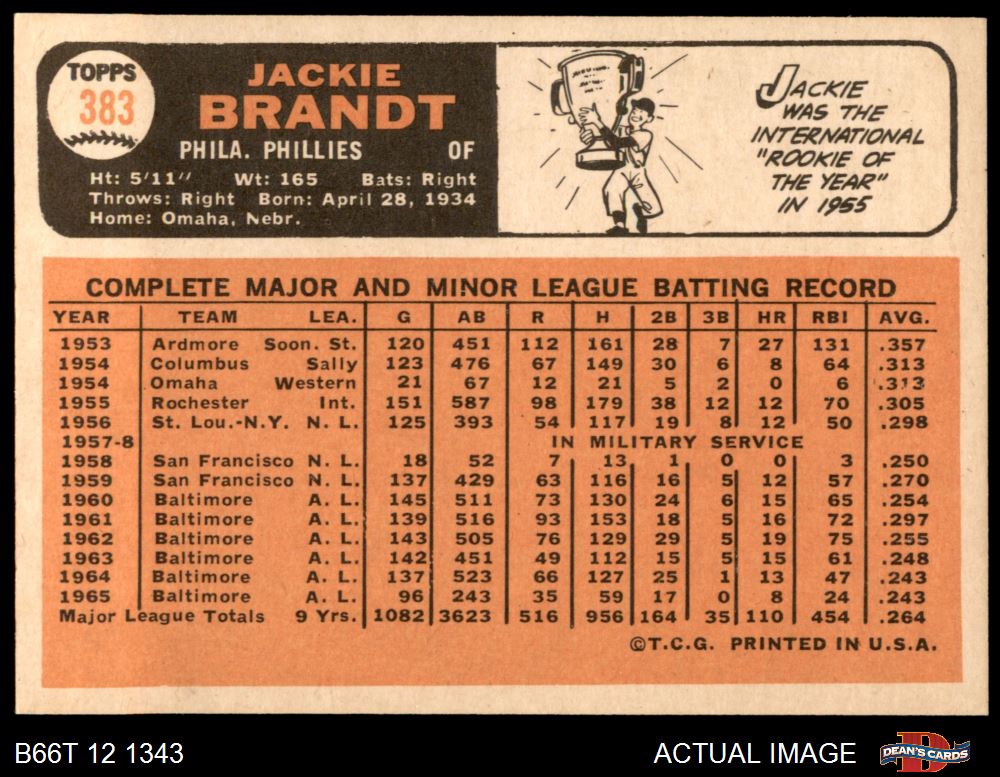 TOPPS
383
JACKIE
BRANDT
PHILA. PHILLIES OF
Ht: 5'11" Wt: 165 Bats: Right
Throws: Right Born: April 28, 1934
Home: Omaha, Nebr.
JACKIE
WAS THE
INTERNATIONAL
"ROOKIE OF
THE YEAR"
IN 1955
COMPLETE MAJOR AND MINOR LEAGUE BATTING RECORD
YEAR TEAM LEA. G AB R H 2B 3B HR RBI AVG.
1953 Ardmore Soon. St. 120 451 112 161 28 7 27 131 .357
1954 Columbus Sally 123 476 67 149 30 6 8 64 .313
1954 Omaha Western 21 67 12 21 5 2 0 6 .313
1955 Rochester Int. 151 587 98 179 38 12 12 70 .305
1956 St. Lou.-N.Y. N. L. 125 393 54 117 19 8 12 50 .298
1957-8 IN MILITARY SERVICE
1958 San Francisco N. L. 18 52 7 13 1 0 0 3 .250
1959 San Francisco N. L. 137 429 63 116 16 5 12 57 .270
1960 Baltimore A. L. 145 511 73 130 24 6 15 65 .254
1961 Baltimore A. L. 139 516 93 153 18 5 16 72 .297
1962 Baltimore A. L. 143 505 76 129 29 5 19 75 .255
1963 Baltimore A. L. 142 451 49 112 15 5 15 61 .248
1964 Baltimore A. L. 137 523 66 127 25 1 13 47 .243
1965 Baltimore A. L. 96 243 35 59 17 0 8 24 .243
Major League Totals 9 Yrs. 1082 3623 516 956 164 35 110 454 .264
©T.C.G. PRINTED IN U.S.A.
B66T 12 1343
ACTUAL IMAGE
DEAN'S CARDS